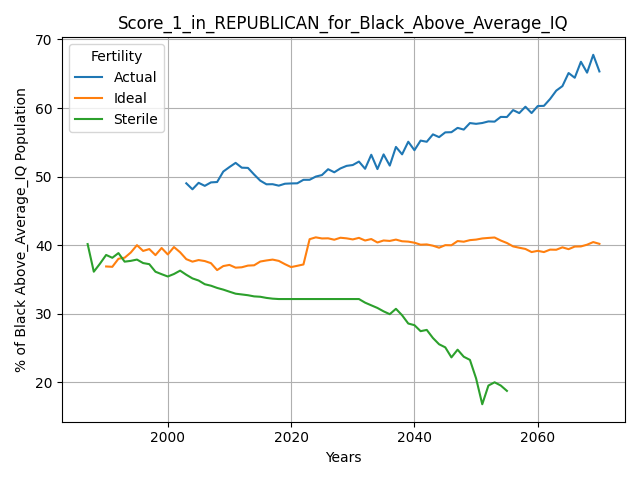 Score_1_in_REPUBLICAN_for_Black_Above_Average_IQ
70
60
50
40
30
20
% of Black Above_Average_IQ Population
Fertility
Actual
Ideal
Sterile
2000
2020
2040
2060
Years